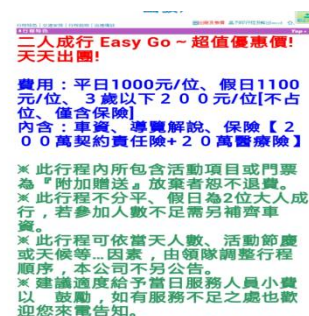 二人成行 Easy Go ~ 超值優惠價!
天天出團!
費用：平日1000元/位、假日1100
元/位、３歲以下２００元/位[不占
位、僅含保險]
內含：車資、導覽解說、保險【２
００萬契約責任險+２０萬醫療險】
※ 此行程內所包含活動項目或門票
為『附加贈送』放棄者恕不退費。
※ 此行程不分平、假日為2位大人成
行，若參加人數不足需另補齊車
資。
※ 此行程可依當天人數、活動節慶
或天候等…因素，由領隊調整行程
順序，本公司不另公告。
※ 建議適度給予當日服務人員小費
以　鼓勵，如有服務不足之處也歡
迎您來電告知。